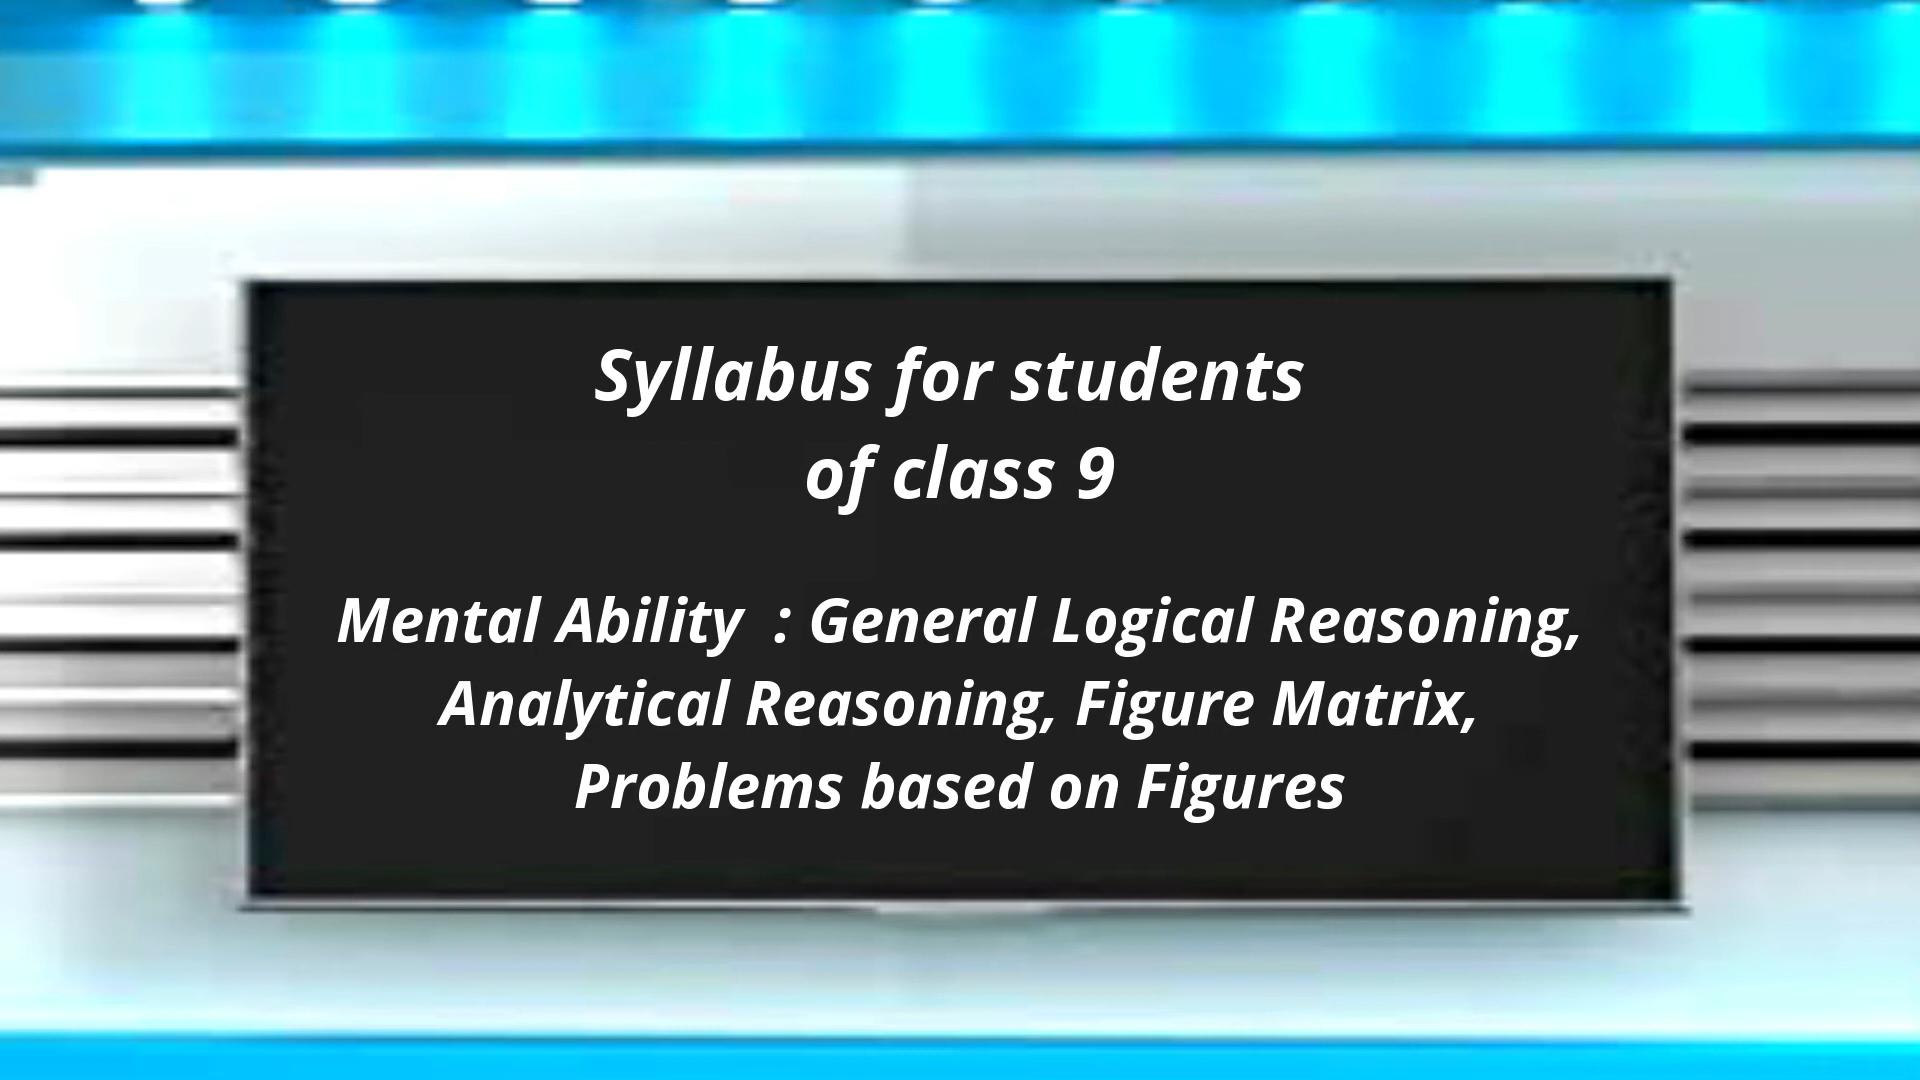 Syllabus for students
of class 9
Mental Ability  : General Logical Reasoning,
Analytical Reasoning, Figure Matrix,
Problems based on Figures